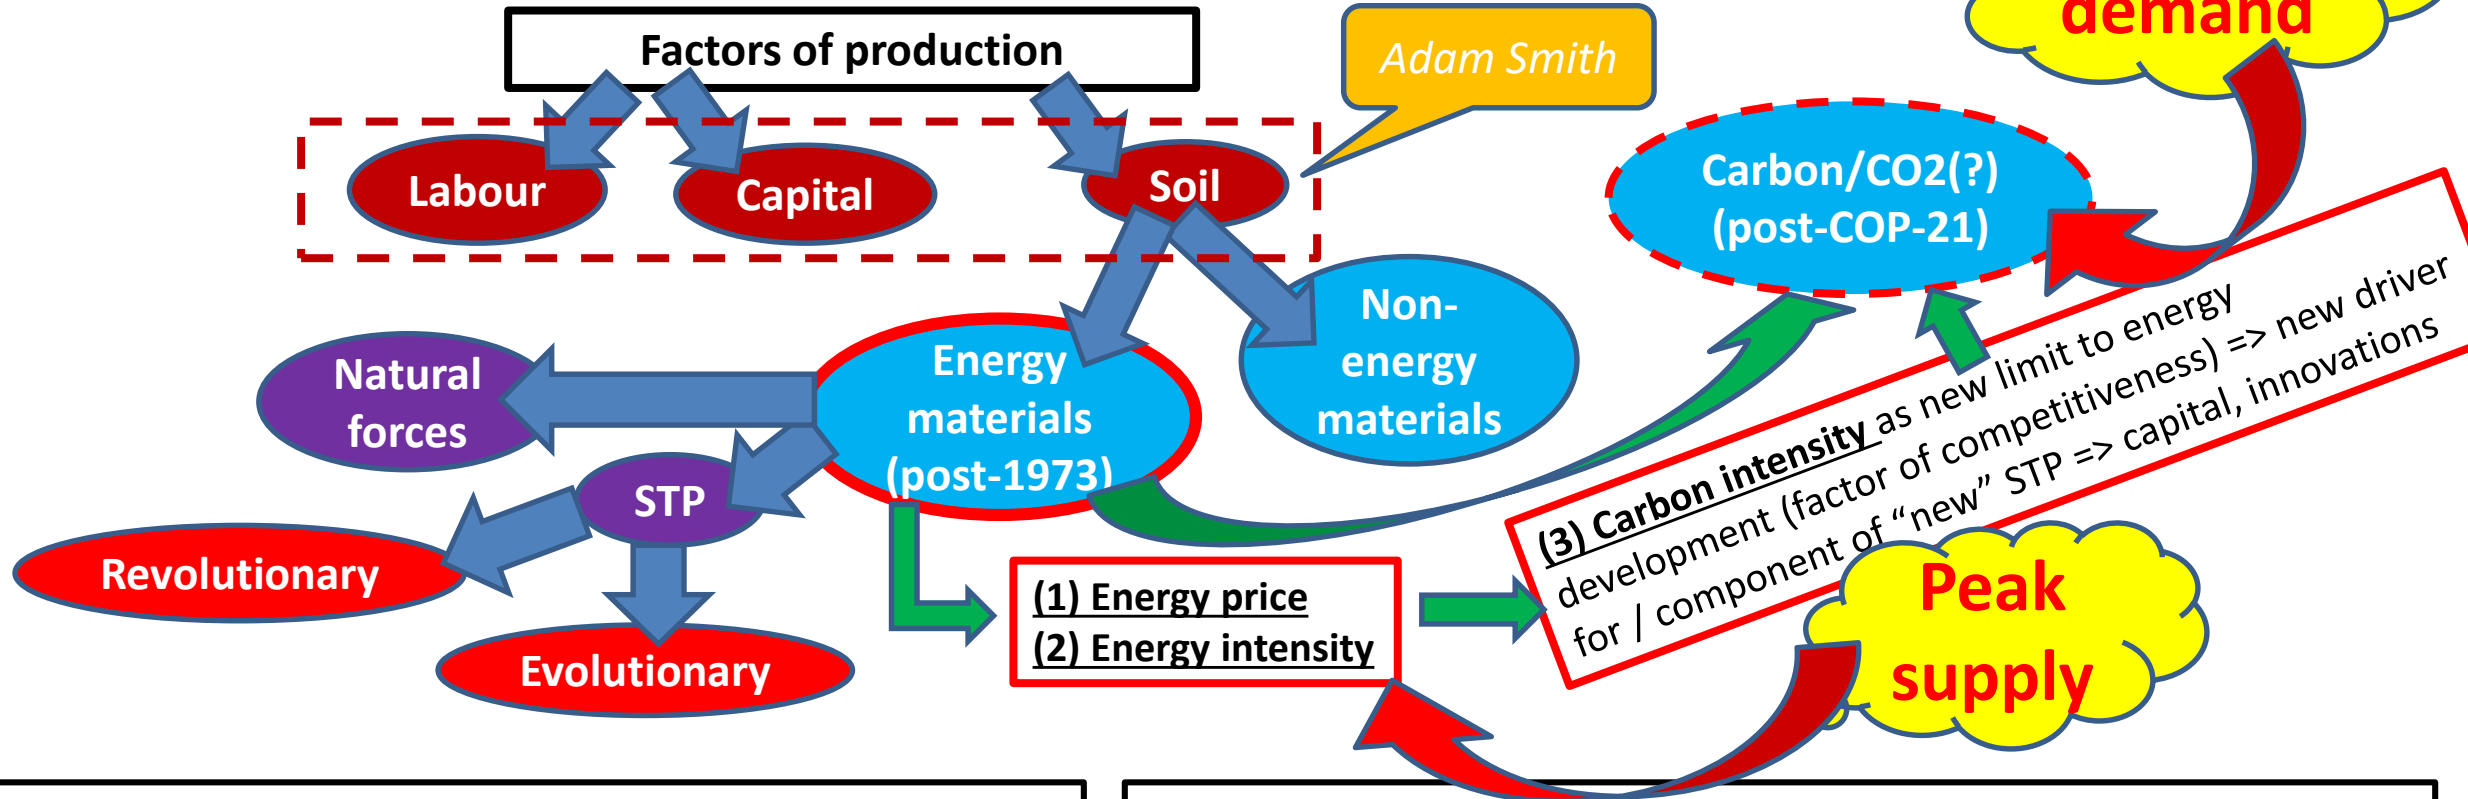 demand
Factors of production
Adam Smith
Labour
Capital
Soil
Carbon/CO2(?)
(post-COP-21)
Non-
energy
materials
Energy
materials
(post-1973)
Natural
forces
STP
Revolutionary
Evolutionary
(1) Energy price
(2) Energy intensity
(3) Carbon intensity as new limit to energy
development (factor of competitiveness) => new driver
for / component of “new” STP => capital, innovations
Peak
supply